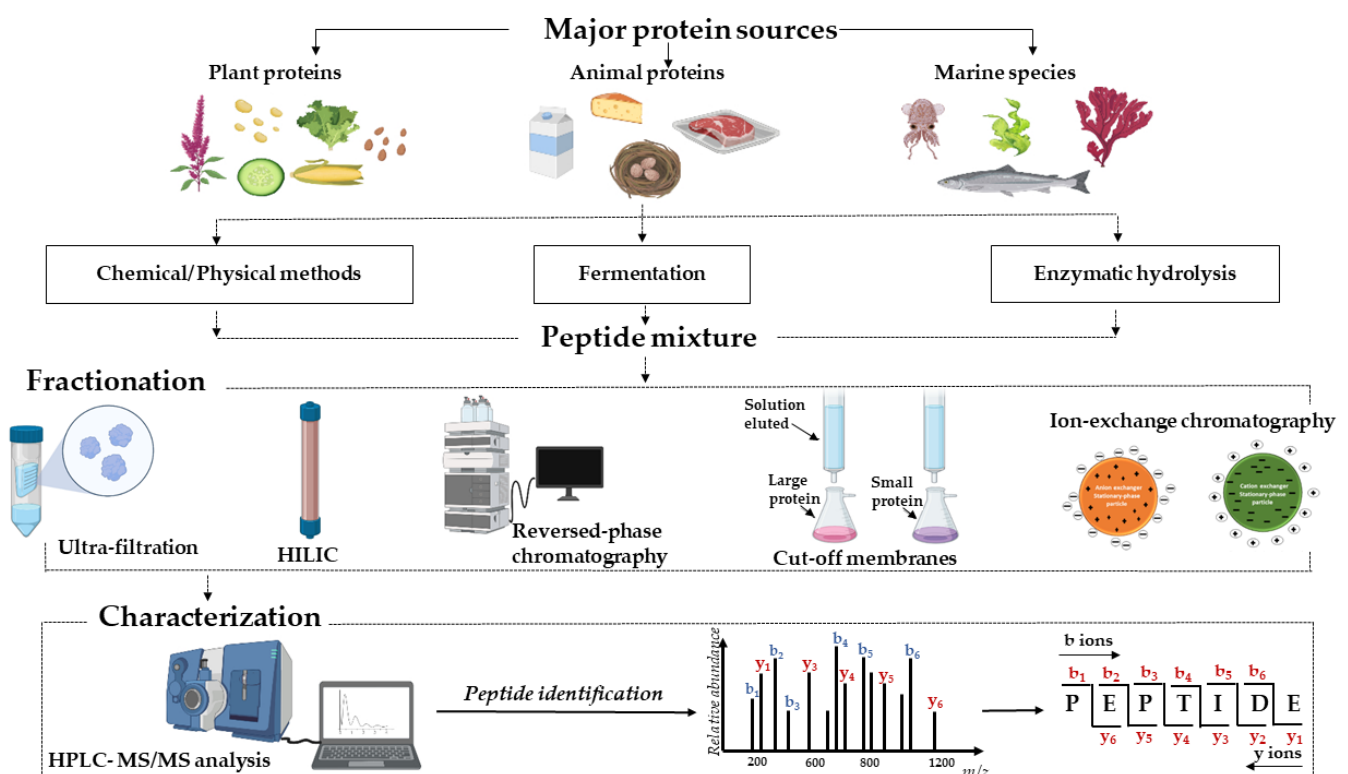 Major protein sources
Plant proteins
Animal proteins
Marine species
Chemical/Physical methods
Fermentation
Enzymatic hydrolysis
Peptide mixture
Fractionation
Ultra-filtration
HILIC
Reversed-phase
chromatography
Solution
eluted
Large
protein
Small
protein
Cut-off membranes
Ion-exchange chromatography
Anion exchanger
Stationary-phase
particle
Cation exchanger
Stationary-phase
particle
Characterization
HPLC- MS/MS analysis
Peptide identification
Relative abundance
b1 y1 b2 b3 y3 b4 y4 b5 y5 b6 y6
200 600 800 1200
m/z
b ions
b1 b2 b3 b4 b5 b6
P E P T I D E
y6 y5 y4 y3 y2 y1
y ions